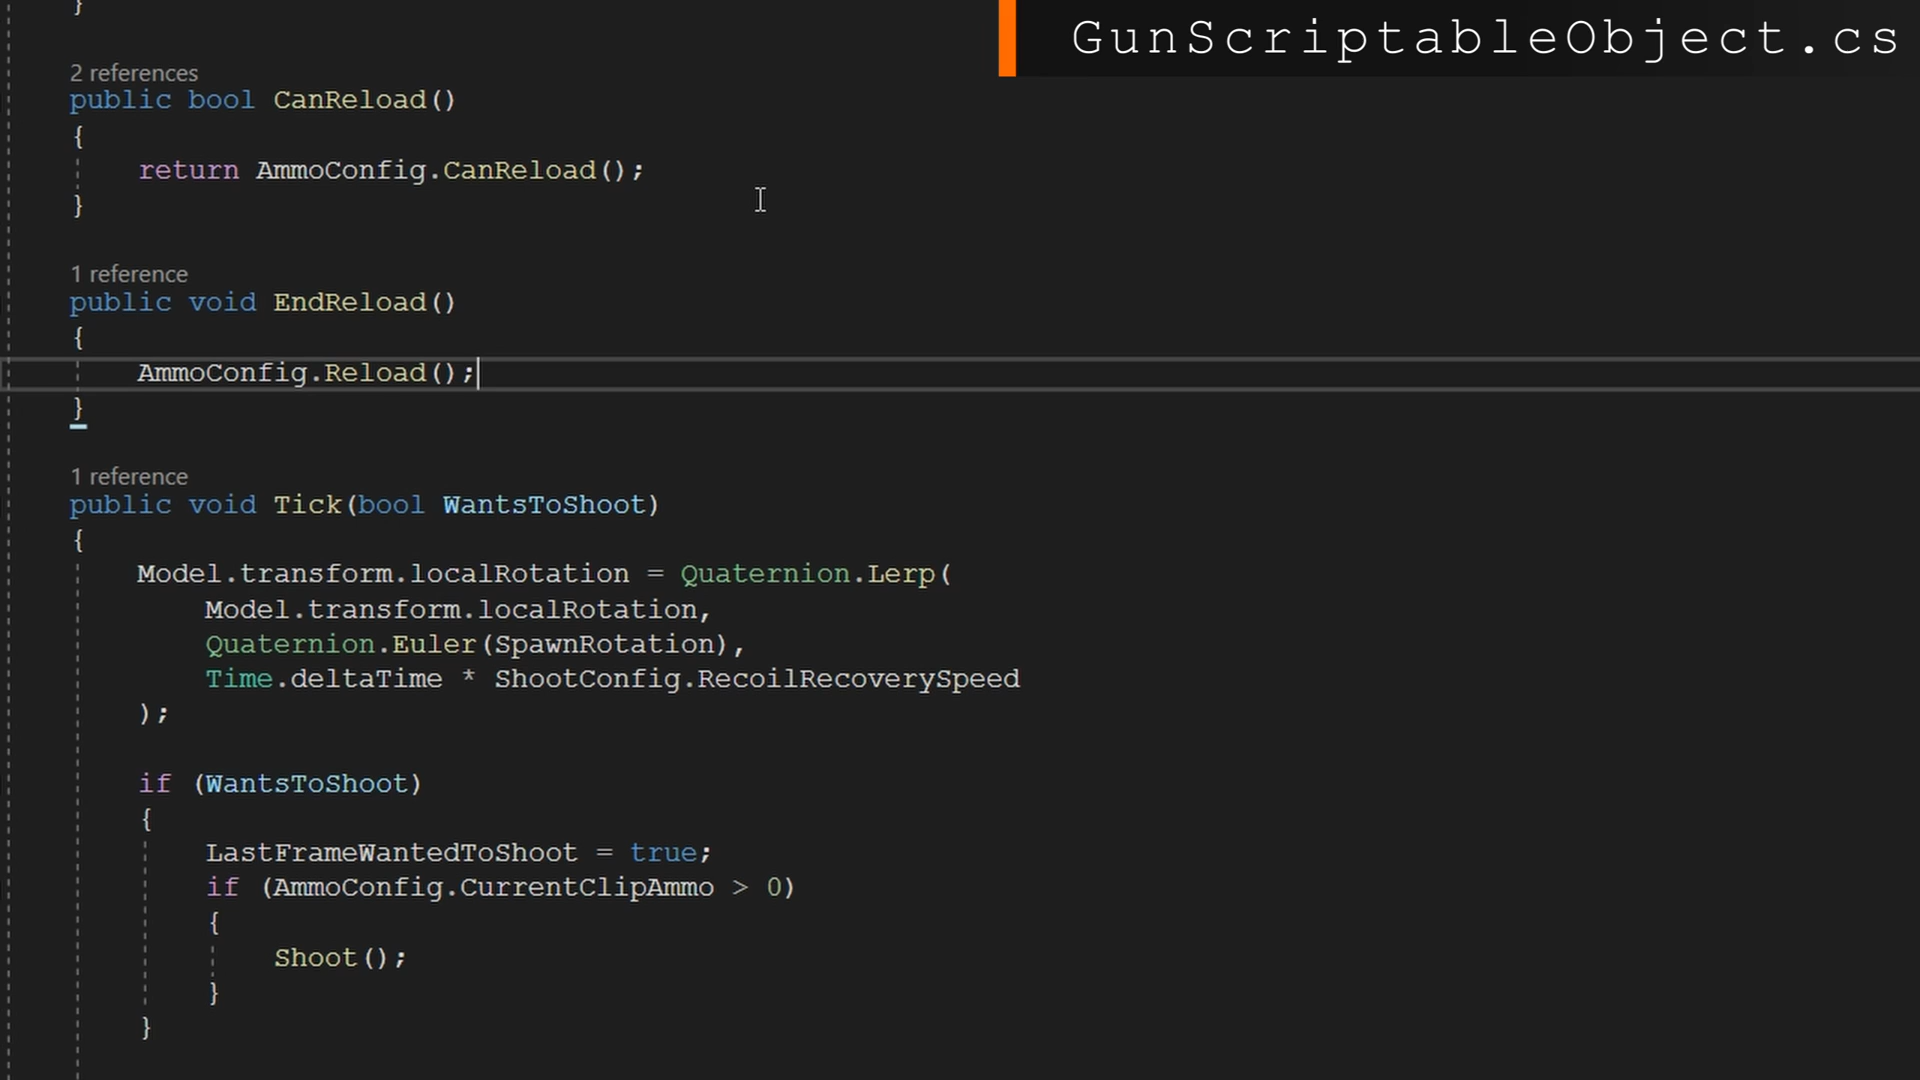 }
GunScriptableObject.cs
2 references
public bool CanReload()
{
return AmmoConfig.CanReload();
}
1 reference
public void EndReload()
{
AmmoConfig.Reload();
}
1 reference
public void Tick(bool WantsToShoot)
{
Model.transform.localRotation = Quaternion.Lerp(
Model.transform.localRotation,
Quaternion.Euler(SpawnRotation),
Time.deltaTime * ShootConfig.RecoilRecoverySpeed
);
if (WantsToShoot)
{
LastFrameWantedToShoot = true;
if (AmmoConfig.CurrentClipAmmo > 0)
{
Shoot();
}
}